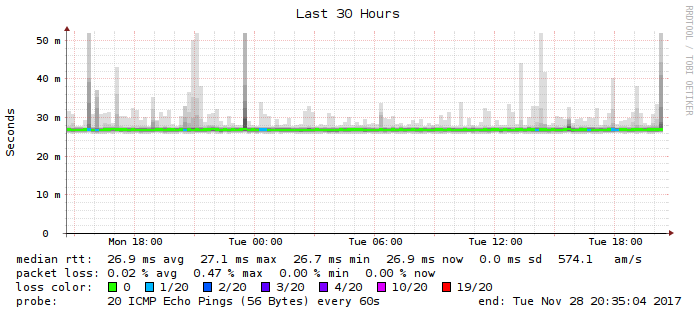 Last 30 Hours
RRDTOOL / TOBI OETIKER
Seconds
50 m
40 m
30 m
20 m
10 m
0
Mon 18:00 Tue 00:00 Tue 06:00 Tue 12:00 Tue 18:00
median rtt: 26.9 ms avg 27.1 ms max 26.7 ms min 26.9 ms now 0.0 ms sd 574.1 am/s
packet loss: 0.02 % avg 0.47 % max 0.00 % min 0.00 % now
loss color: 0 1/20 2/20 3/20 4/20 10/20 19/20
probe: 20 ICMP Echo Pings (56 Bytes) every 60s end: Tue Nov 28 20:35:04 2017